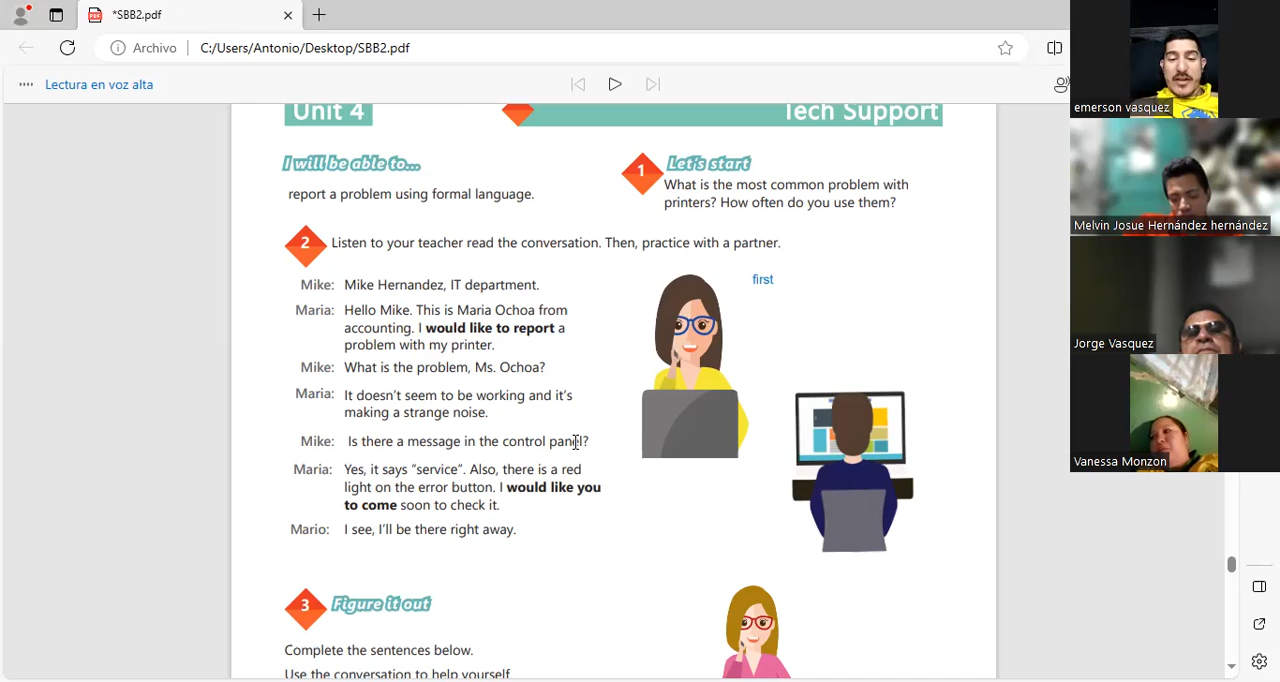 *SBB2.pdf
Archivo
C:/Users/Antonio/Desktop/SBB2.pdf
Lectura en voz alta
Unit 4
Tech Support
I will be able to...
report a problem using formal language.
1
Let's start
What is the most common problem with
printers? How often do you use them?
2
Listen to your teacher read the conversation. Then, practice with a partner.
Mike: Mike Hernandez, IT department.
Maria: Hello Mike. This is Maria Ochoa from
accounting. I would like to report a
problem with my printer.
Mike: What is the problem, Ms. Ochoa?
Maria: It doesn't seem to be working and it's
making a strange noise.
Mike: Is there a message in the control panel?
Maria: Yes, it says “service”. Also, there is a red
light on the error button. I would like you
to come soon to check it.
Mario: I see, I'll be there right away.
first
3
Figure it out
Complete the sentences below.
Use the conversation to help yourself
emerson vasquez
Melvin Josue Hernández hernández
Jorge Vasquez
Vanessa Monzon